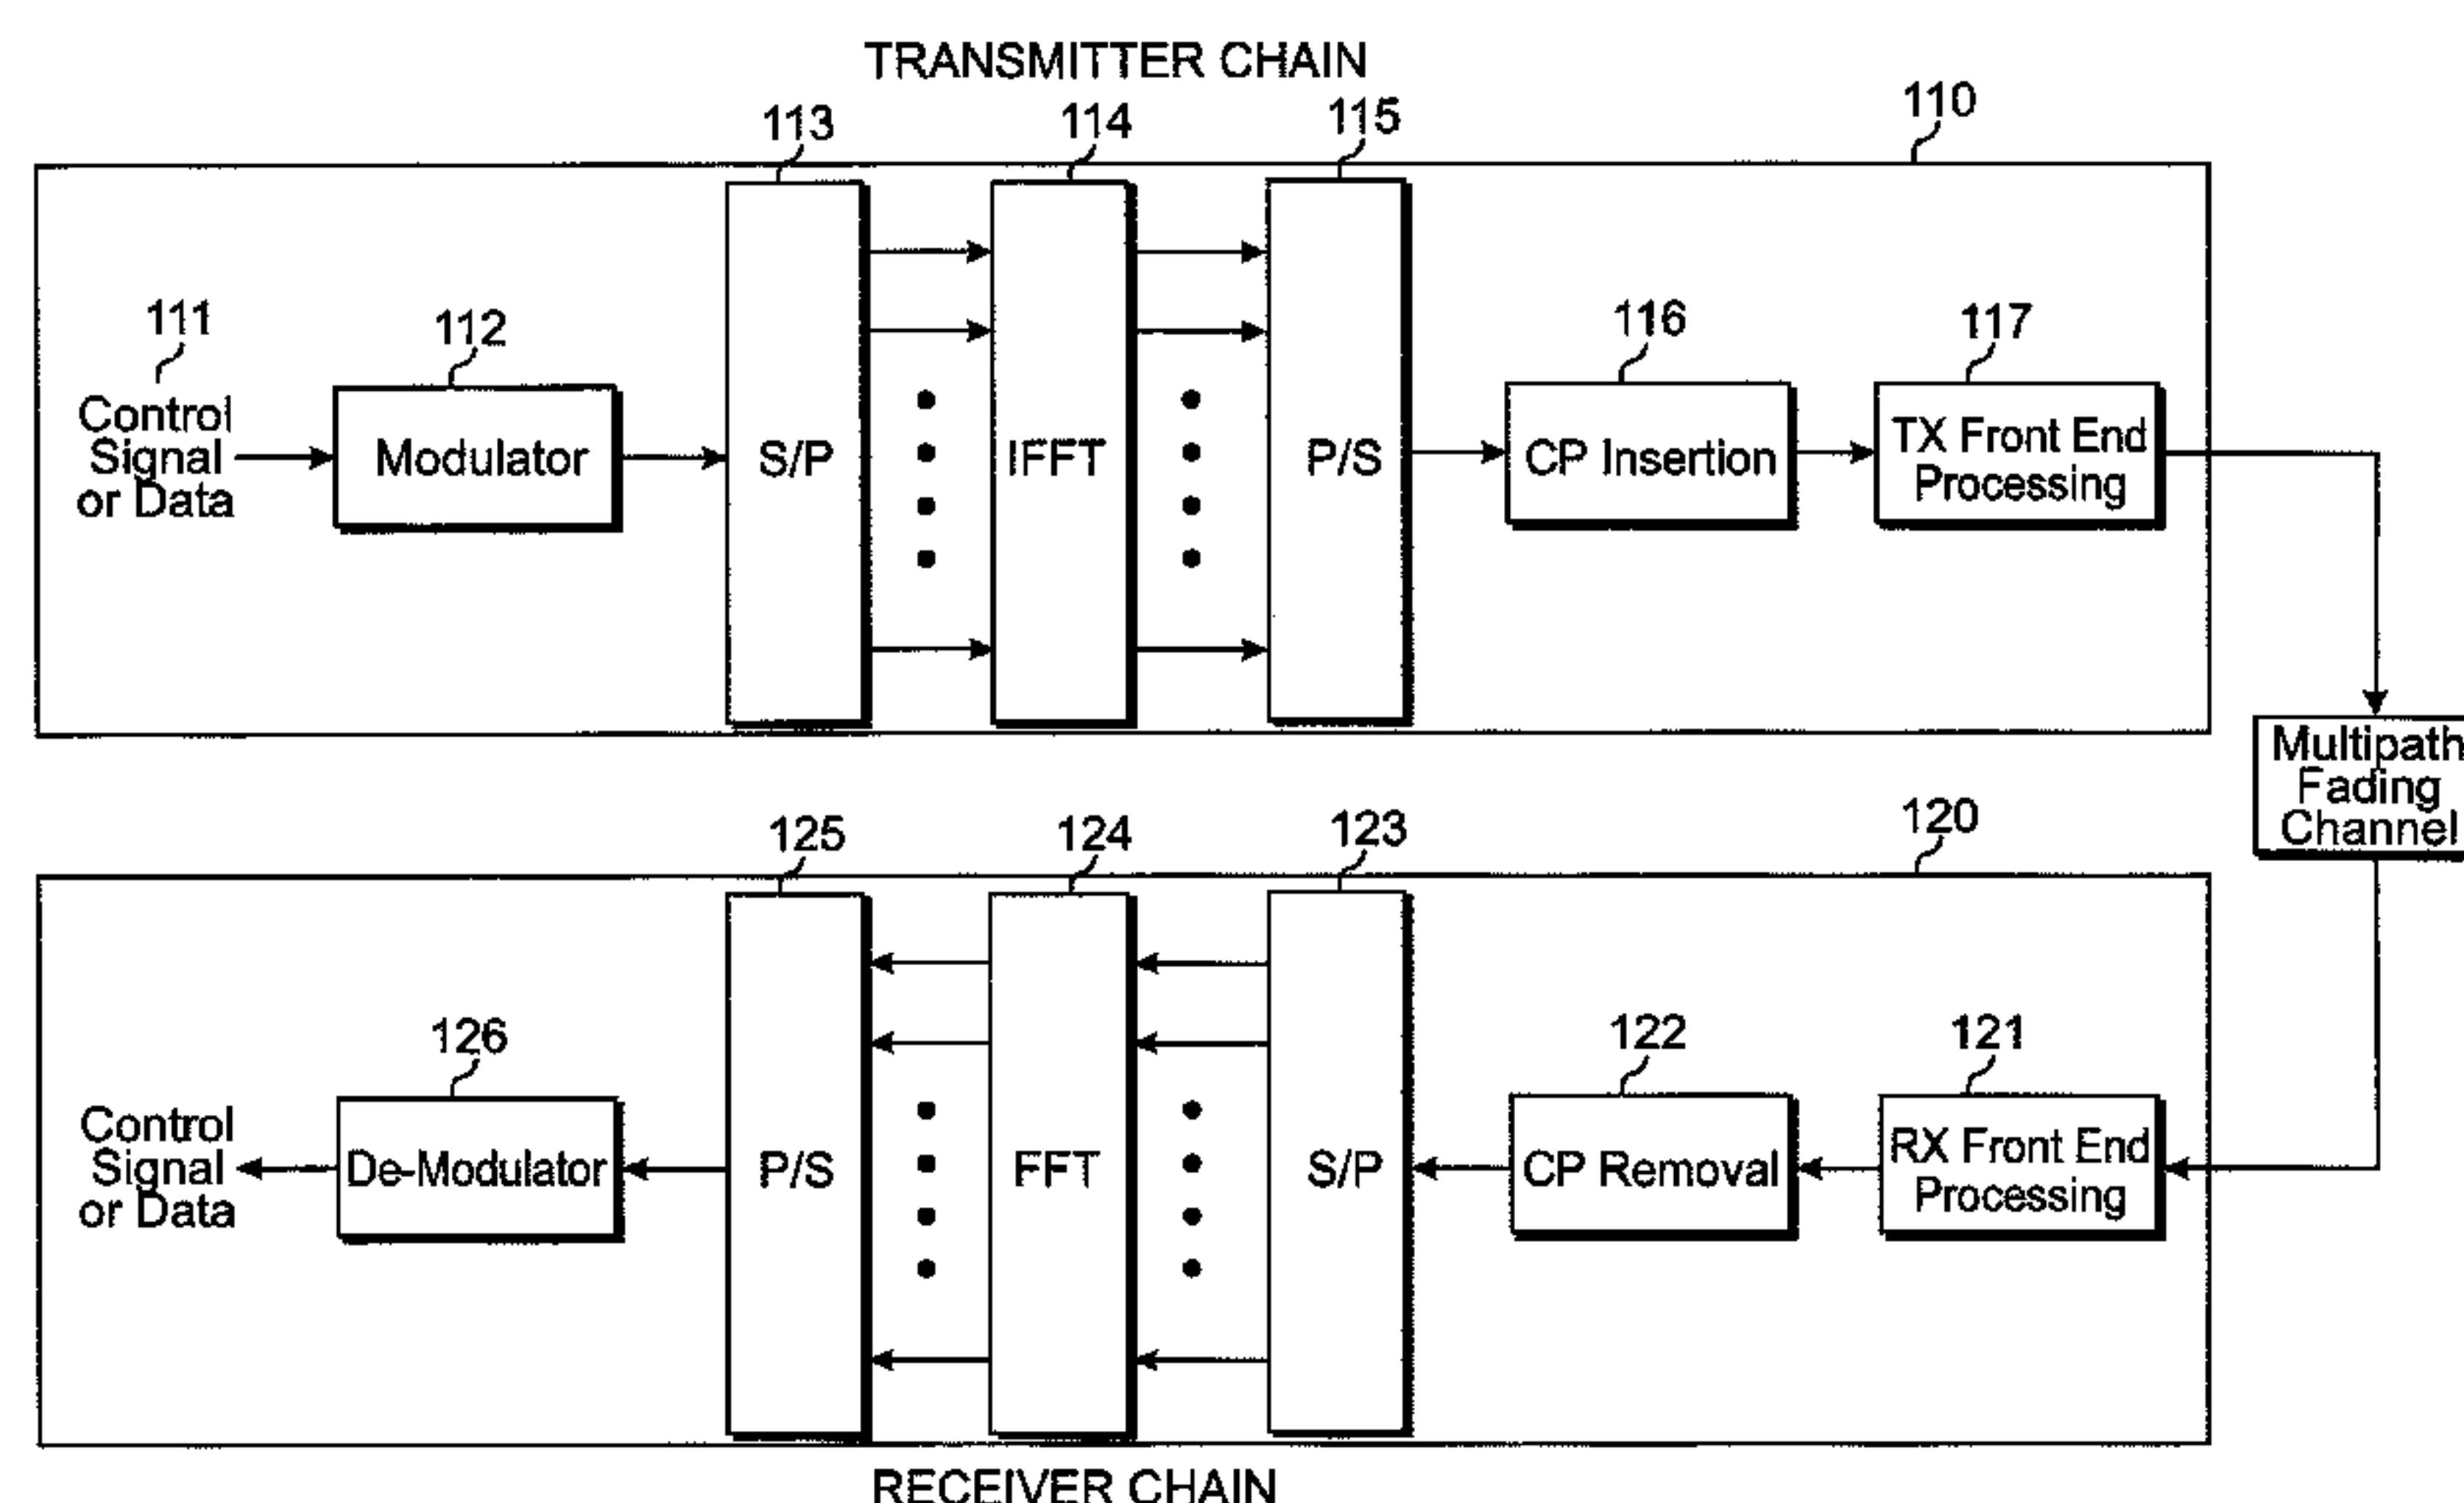 TRANSMITTER CHAIN
113
114
115
110
111
112
116
117
Control
Signal
or Data
Modulator
S/P
IFFT
P/S
CP Insertion
TX Front End
Processing
Multipath
Fading
Channel
125
124
123
120
126
122
121
Control
Signal
or Data
De-Modulator
P/S
FFT
S/P
CP Removal
RX Front End
Processing
RECEIVER CHAIN